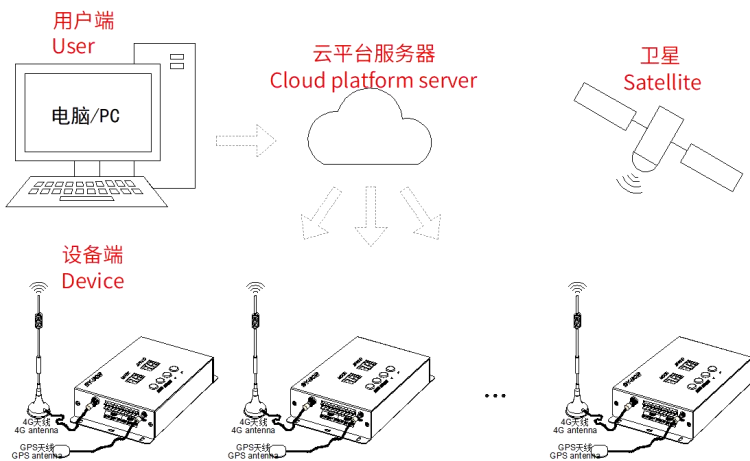 用户端
User
云平台服务器
Cloud platform server
卫星
Satellite
电脑/PC
设备端
Device
4G天线
4G antenna
GPS天线
GPS antenna
4G天线
4G antenna
GPS天线
GPS antenna
...
4G天线
4G antenna
GPS天线
GPS antenna